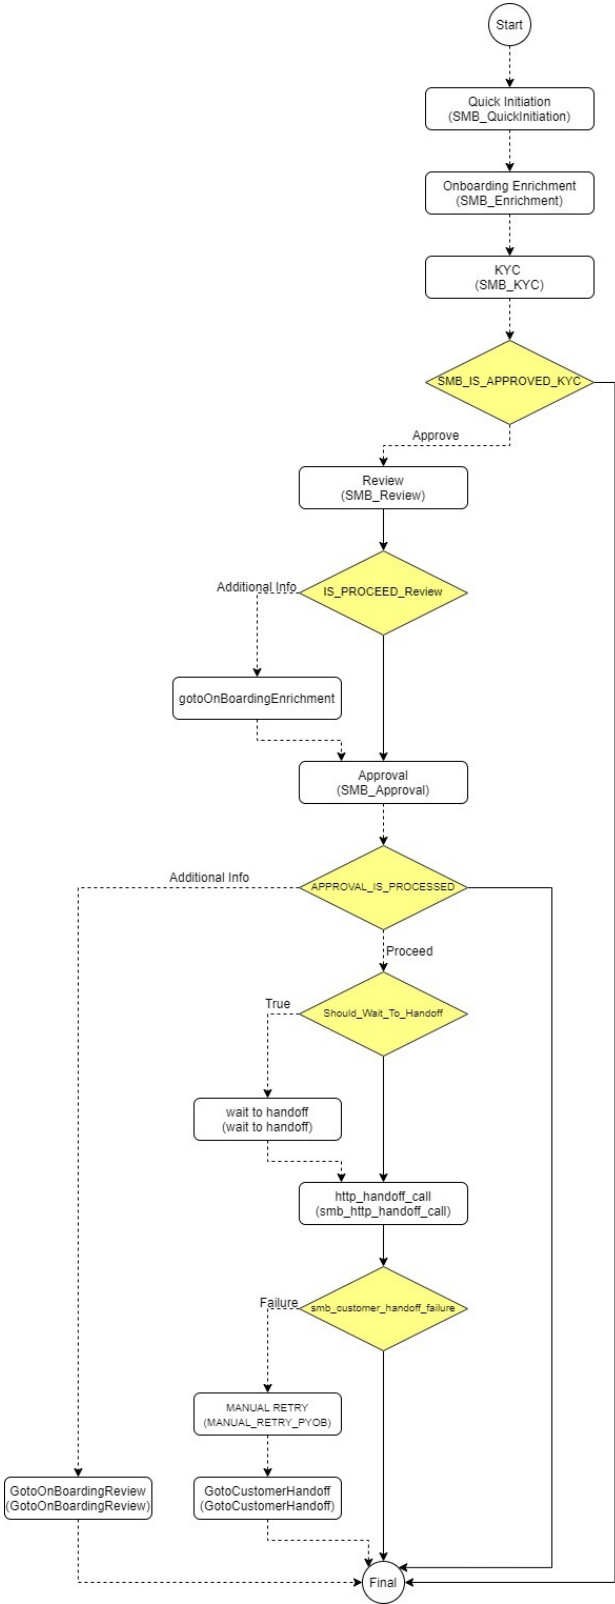 Start
Quick Initiation
(SMB_QuickInitiation)
Onboarding Enrichment
(SMB_Enrichment)
KYC
(SMB_KYC)
SMB_IS_APPROVED_KYC
Approve
Review
(SMB_Review)
Additional Info
IS_PROCEED_Review
gotoOnBoardingEnrichment
Approval
(SMB_Approval)
Additional Info
APPROVAL_IS_PROCESSED
Proceed
True
Should_Wait_To_Handoff
wait to handoff
(wait to handoff)
http_handoff_call
(smb_http_handoff_call)
Failure
smb_customer_handoff_failure
MANUAL RETRY
(MANUAL_RETRY_PYOB)
GotoOnBoardingReview
(GotoOnBoardingReview)
GotoCustomerHandoff
(GotoCustomerHandoff)
Final